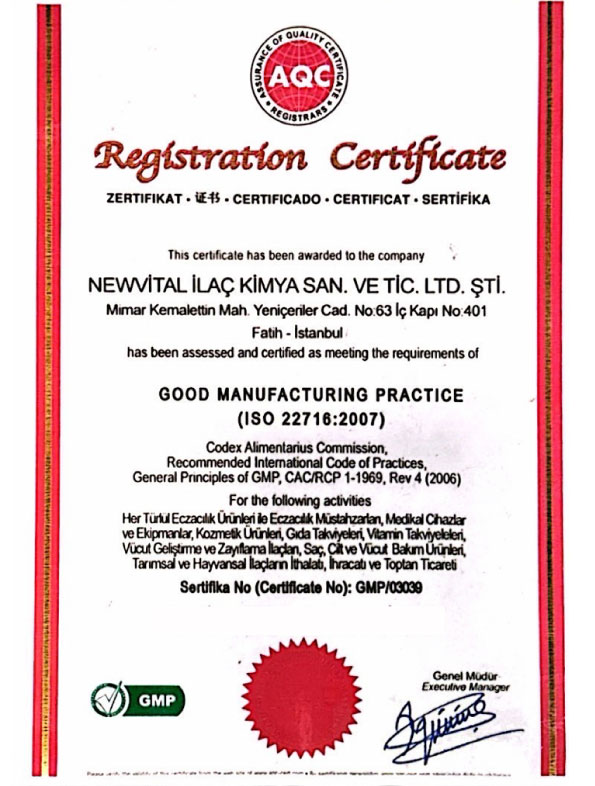 ASSURANCE OF QUALITY CERTIFICATE
AQC
REGISTRARS
Registration Certificate
ZERTIFIKAT • 证书 • CERTIFICADO • CERTIFICAT • SERTİFİKA
This certificate has been awarded to the company
NEWVİTAL İLAÇ KİMYA SAN. VE TİC. LTD. ŞTİ.
Mimar Kemalettin Mah. Yeniçeriler Cad. No:63 İç Kapı No:401
Fatih - İstanbul
has been assessed and certified as meeting the requirements of
GOOD MANUFACTURING PRACTICE
(ISO 22716:2007)
Codex Alimentarius Commission,
Recommended International Code of Practices,
General Principles of GMP, CAC/RCP 1-1969, Rev 4 (2006)
For the following activities
Her Türlül Eczacılık Ürünleri ile Eczacılık Müstahzarları, Medikal Cihazlar
ve Ekipmanlar, Kozmetik Ürünleri, Gıda Takviyeleri, Vitamin Takviyeleleri,
Vücut Geliştirme ve Zayıflama İlaçları, Saç, Cilt ve Vücut Bakım Ürünleri,
Tarımsal ve Hayvansal İlaçların İthalatı, İhracatı ve Toptan Ticareti
Sertifika No (Certificate No): GMP/03039
GMP
Genel Müdür
Executive Manager